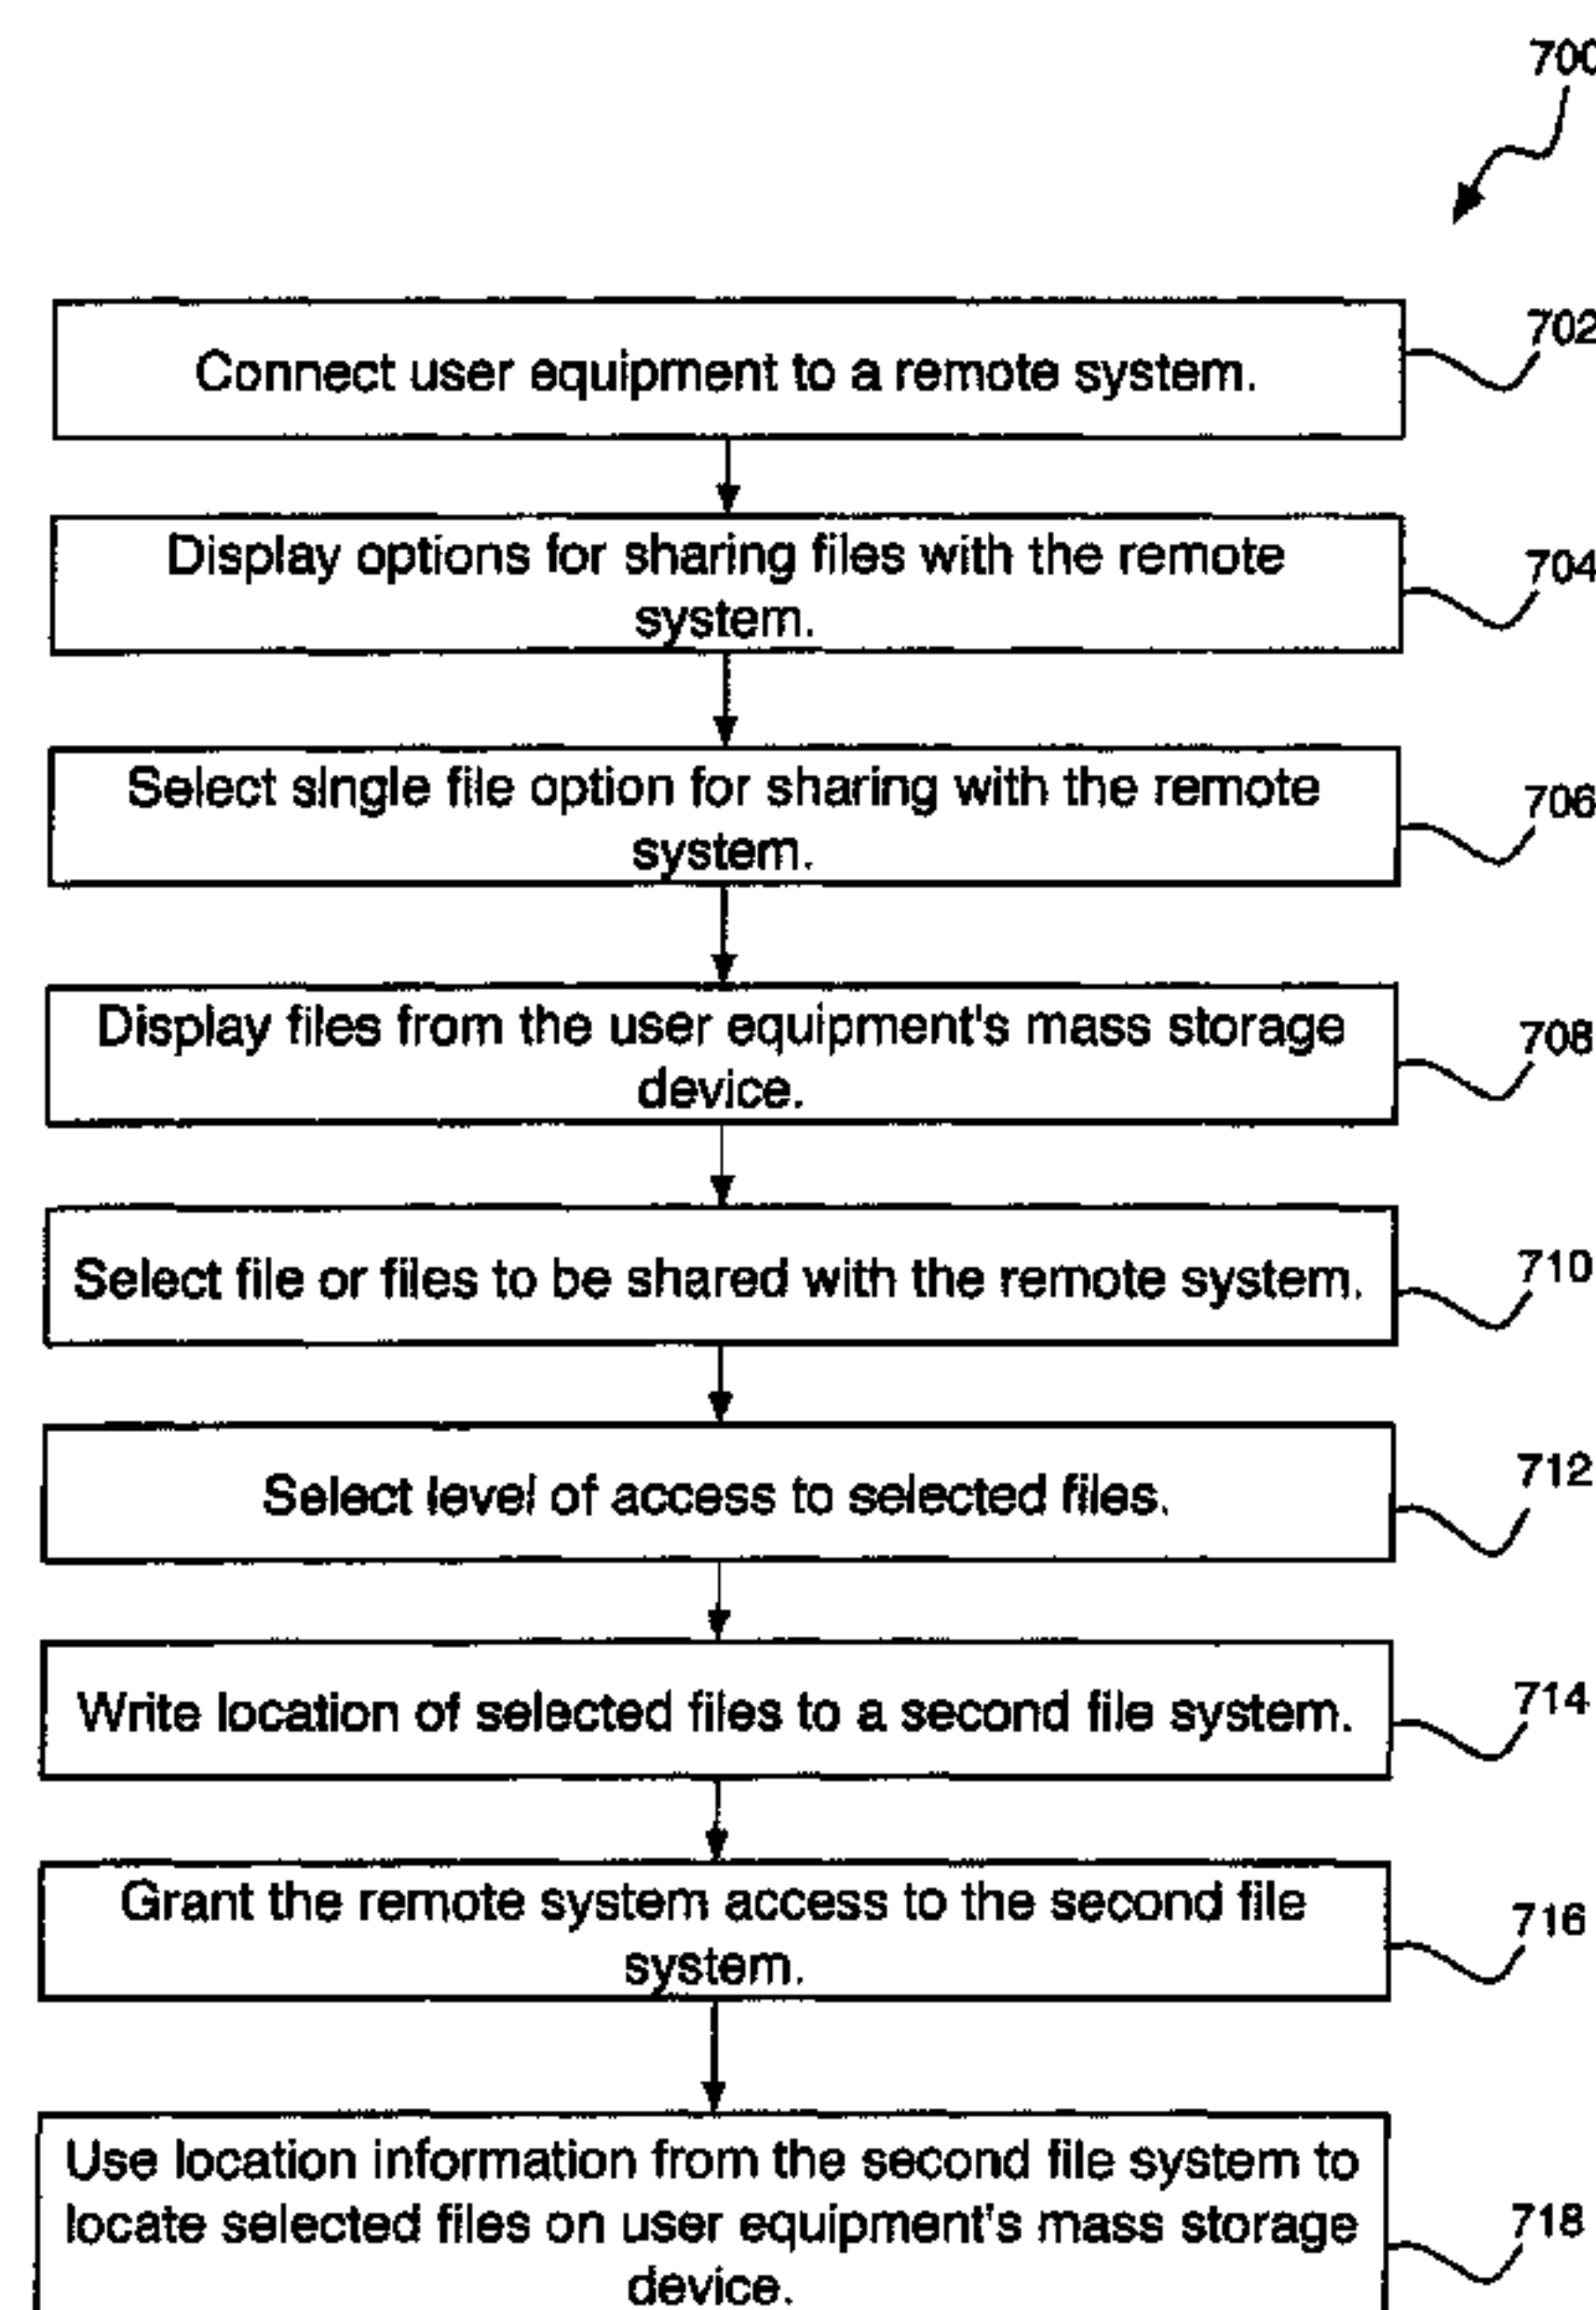 700
Connect user equipment to a remote system.
702
Display options for sharing files with the remote
system.
704
Select single file option for sharing with the remote
system.
706
Display files from the user equipment's mass storage
device.
708
Select file or files to be shared with the remote system.
710
Select level of access to selected files.
712
Write location of selected files to a second file system.
714
Grant the remote system access to the second file
system.
716
Use location information from the second file system to
locate selected files on user equipment's mass storage
device.
718